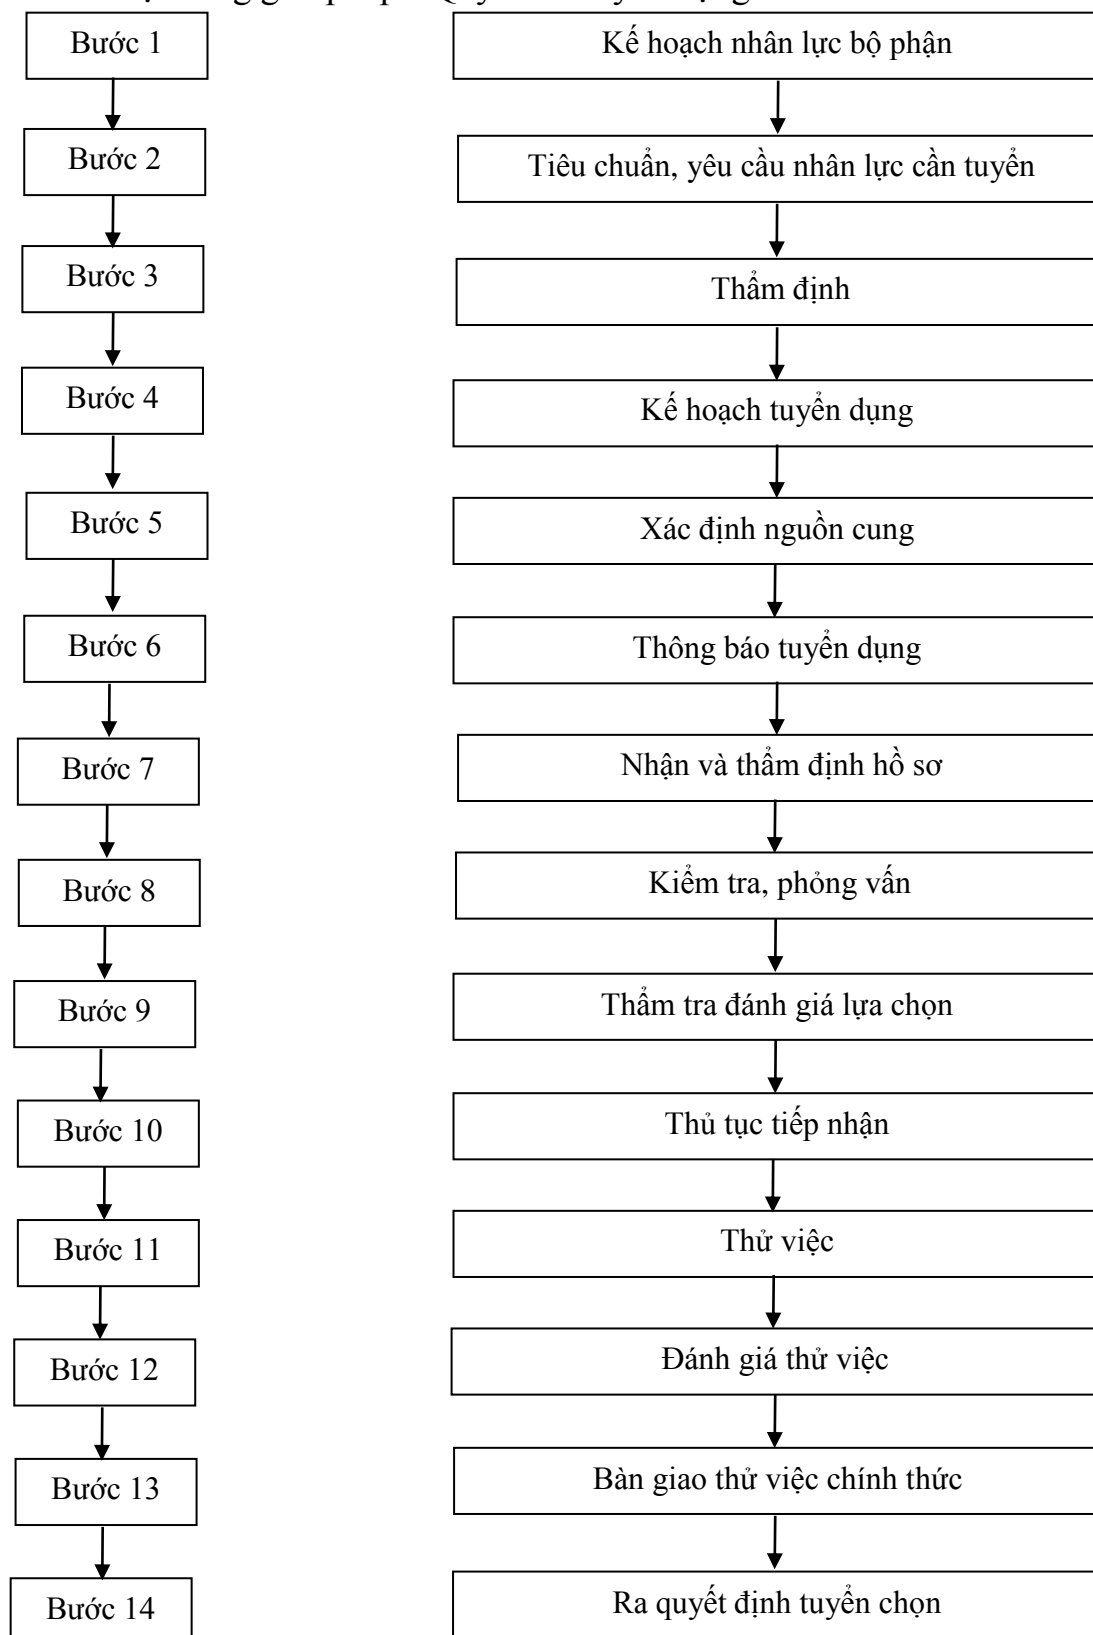 Bước 1 Kế hoạch nhân lực bộ phận
Bước 2 Tiêu chuẩn, yêu cầu nhân lực cần tuyển
Bước 3 Thẩm định
Bước 4 Kế hoạch tuyển dụng
Bước 5 Xác định nguồn cung
Bước 6 Thông báo tuyển dụng
Bước 7 Nhận và thẩm định hồ sơ
Bước 8 Kiểm tra, phỏng vấn
Bước 9 Thẩm tra đánh giá lựa chọn
Bước 10 Thủ tục tiếp nhận
Bước 11 Thử việc
Bước 12 Đánh giá thử việc
Bước 13 Bàn giao thử việc chính thức
Bước 14 Ra quyết định tuyển chọn